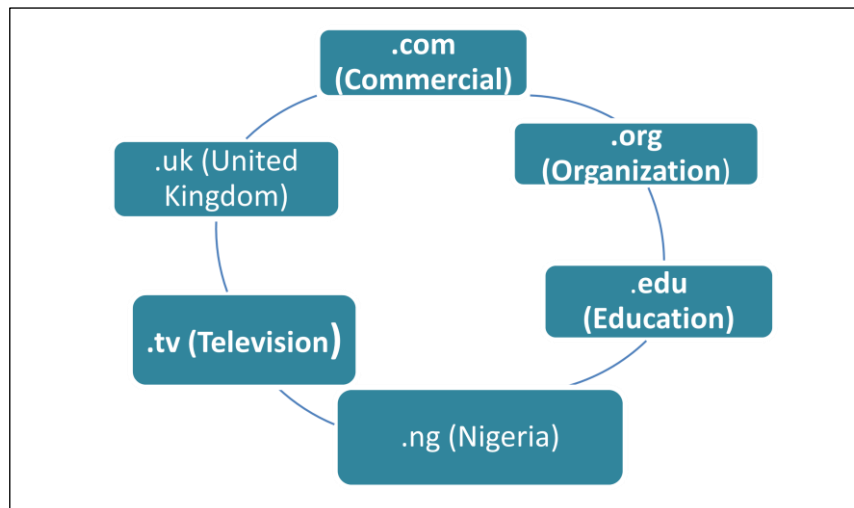 .com
(Commercial)
.org
(Organization)
.edu
(Education)
.ng (Nigeria)
.tv (Television)
.uk (United
Kingdom)